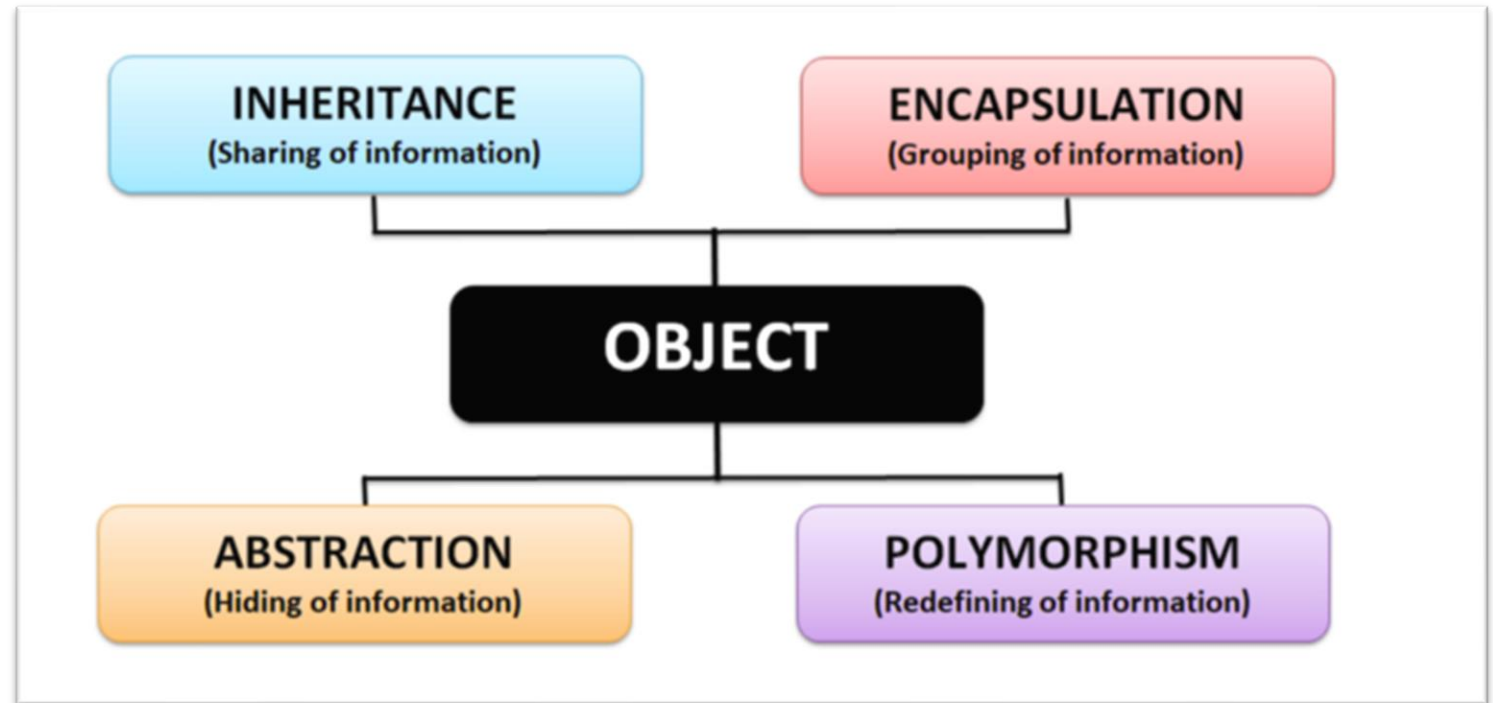 INHERITANCE
(Sharing of information)
ENCAPSULATION
(Grouping of information)
OBJECT
ABSTRACTION
(Hiding of information)
POLYMORPHISM
(Redefining of information)